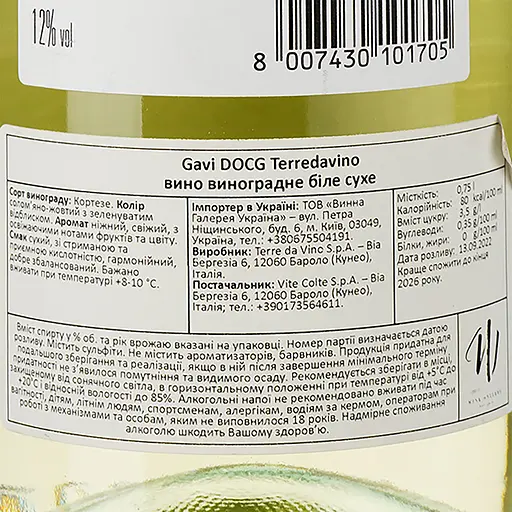 12% vol
8 007430 101705
Gavi DOCG Terredavino
вино виноградне біле сухе
Сорт винограду: Кортезе. Колір
солом'яно-жовтий з зеленуватим
відблиском. Аромат ніжний, свіжий, з
освіжаючими нотами фруктів та цвіту.
Смак сухий, зі стриманою та
приємною кислотністю, гармонійний,
добре збалансований. Бажано
вживати при температурі +8-10 °С.
Імпортер в Україні: ТОВ «Винна
Галерея Україна» – вул. Петра
Ніщинського, буд. 6, м. Київ, 03049,
Україна, тел.: +380675504191.
Виробник: Terre da Vino S.p.A. – Віа
Бергезіа 6, 12060 Бароло (Кунео),
Італія.
Постачальник: Vite Colte S.p.A. – Віа
Бергезіа 6, 12060 Бароло (Кунео),
Італія, тел.: +390173564611.
Місткість: 0,75 l
Калорійність: 80 kcal/100 ml
Вміст цукру: 3,5 g/l
Вуглеводи: 0,35 g/100 ml
Білки, жири: 0 g/100 ml
Дата розливу: 13.09.2022
Краще спожити до кінця
2026 року.
Вміст спирту у % об. та рік врожаю вказані на упаковці. Номер партії визначається датою
розливу. Містить сульфіти. Не містить ароматизаторів, барвників. Продукція придатна для
подальшого зберігання та реалізації, якщо в ній після завершення мінімального терміну
придатності не з'явилося помутніння та видимого осаду. Рекомендується зберігати в місці,
захищеному від сонячного світла, в горизонтальному положенні при температурі від +5°С до
+20°С і відносній вологості до 85%. Алкогольні напої не рекомендовано вживати під час
вагітності, дітям, літнім людям, спортсменам, алергікам, водіям за кермом, операторам при
роботі з механізмами та особам, яким не виповнилося 18 років. Надмірне споживання
алкоголю шкодить Вашому здоров'ю.